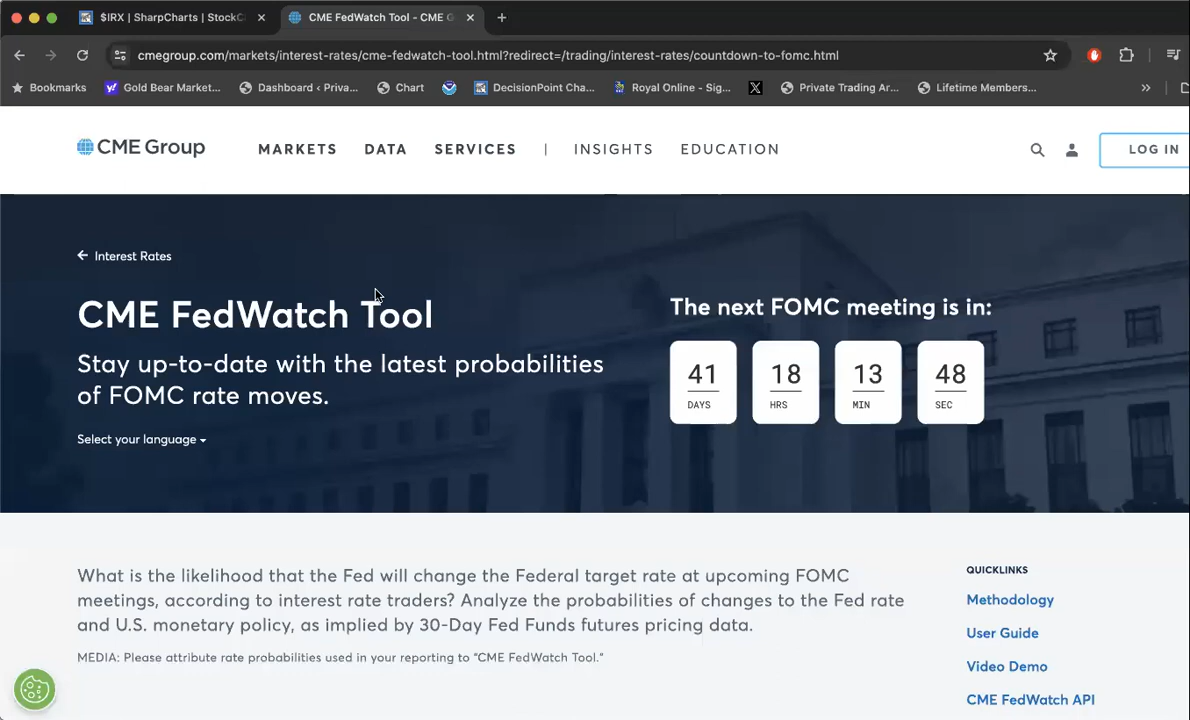 $IRX | SharpCharts | StockC
CME FedWatch Tool - CME G
cmegroup.com/markets/interest-rates/cme-fedwatch-tool.html?redirect=/trading/interest-rates/countdown-to-fomc.html
Bookmarks
Gold Bear Market...
Dashboard ‹ Priva...
Chart
DecisionPoint Cha...
Royal Online - Sig...
Private Trading Ar...
Lifetime Members...
CME Group
MARKETS
DATA
SERVICES
|
INSIGHTS
EDUCATION
LOG IN
Interest Rates
CME FedWatch Tool
Stay up-to-date with the latest probabilities
of FOMC rate moves.
Select your language
The next FOMC meeting is in:
41 18 13 48
DAYS HRS MIN SEC
What is the likelihood that the Fed will change the Federal target rate at upcoming FOMC
meetings, according to interest rate traders? Analyze the probabilities of changes to the Fed rate
and U.S. monetary policy, as implied by 30-Day Fed Funds futures pricing data.
MEDIA: Please attribute rate probabilities used in your reporting to “CME FedWatch Tool.”
QUICKLINKS
Methodology
User Guide
Video Demo
CME FedWatch API